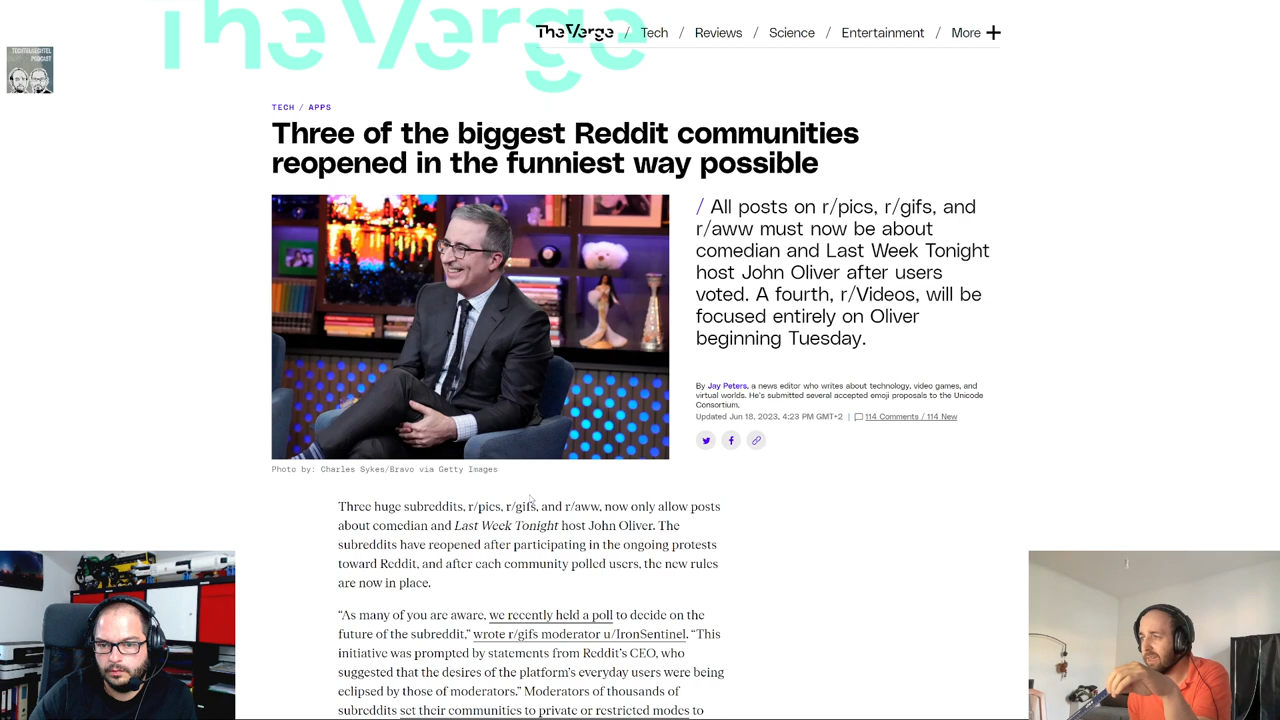 The Verge
The Verge / Tech / Reviews / Science / Entertainment / More +
TECHTELMECHTEL
PODCAST
TECH / APPS
Three of the biggest Reddit communities
reopened in the funniest way possible
/ All posts on r/pics, r/gifs, and
r/aww must now be about
comedian and Last Week Tonight
host John Oliver after users
voted. A fourth, r/Videos, will be
focused entirely on Oliver
beginning Tuesday.
By Jay Peters, a news editor who writes about technology, video games, and
virtual worlds. He's submitted several accepted emoji proposals to the Unicode
Consortium.
Updated Jun 18, 2023, 4:23 PM GMT+2 | 114 Comments / 114 New
Photo by: Charles Sykes/Bravo via Getty Images
Three huge subreddits, r/pics, r/gifs, and r/aww, now only allow posts
about comedian and Last Week Tonight host John Oliver. The
subreddits have reopened after participating in the ongoing protests
toward Reddit, and after each community polled users, the new rules
are now in place.
“As many of you are aware, we recently held a poll to decide on the
future of the subreddit,” wrote r/gifs moderator u/IronSentinel. “This
initiative was prompted by statements from Reddit’s CEO, who
suggested that the desires of the platform’s everyday users were being
eclipsed by those of moderators.” Moderators of thousands of
subreddits set their communities to private or restricted modes to